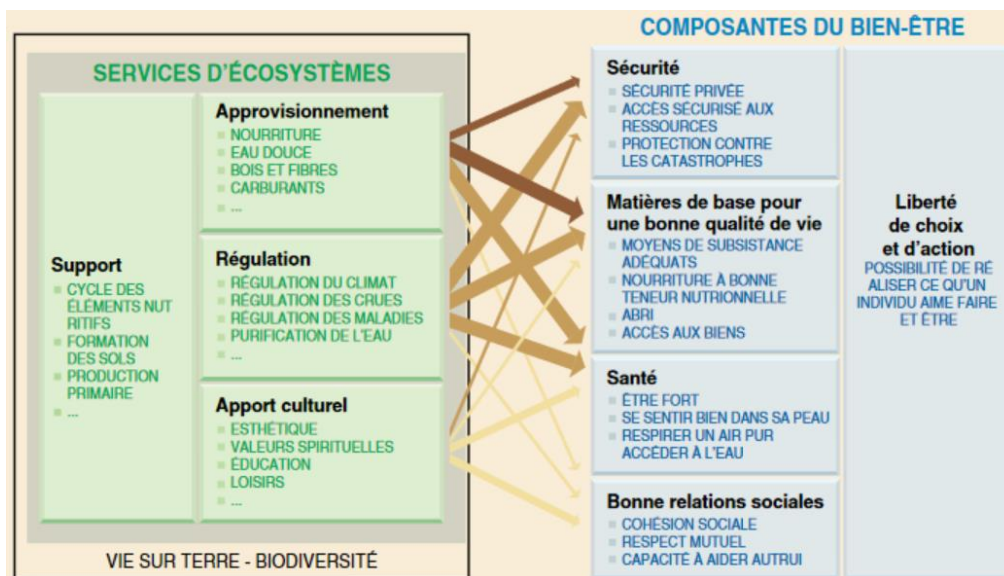 SERVICES D'ÉCOSYSTÈMES
Support
CYCLE DES
ÉLÉMENTS NUT
RITIFS
FORMATION
DES SOLS
PRODUCTION
PRIMAIRE
...
Approvisionnement
NOURRITURE
EAU DOUCE
BOIS ET FIBRES
CARBURANTS
...
Régulation
RÉGULATION DU CLIMAT
RÉGULATION DES CRUES
RÉGULATION DES MALADIES
PURIFICATION DE L'EAU
...
Apport culturel
ESTHÉTIQUE
VALEURS SPIRITUELLES
ÉDUCATION
LOISIRS
...
VIE SUR TERRE - BIODIVERSITÉ
COMPOSANTES DU BIEN-ÊTRE
Sécurité
SÉCURITÉ PRIVÉE
ACCÈS SÉCURISÉ AUX
RESSOURCES
PROTECTION CONTRE
LES CATASTROPHES
Matières de base pour
une bonne qualité de vie
MOYENS DE SUBSISTANCE
ADÉQUATS
NOURRITURE À BONNE
TENEUR NUTRITIONNELLE
ABRI
ACCÈS AUX BIENS
Santé
ÊTRE FORT
SE SENTIR BIEN DANS SA PEAU
RESPIRER UN AIR PUR
ACCÉDER À L'EAU
Bonne relations sociales
COHÉSION SOCIALE
RESPECT MUTUEL
CAPACITÉ À AIDER AUTRUI
Liberté
de choix
et d'action
POSSIBILITÉ DE RÉ
ALISER CE QU'UN
INDIVIDU AIME FAIRE
ET ÊTRE